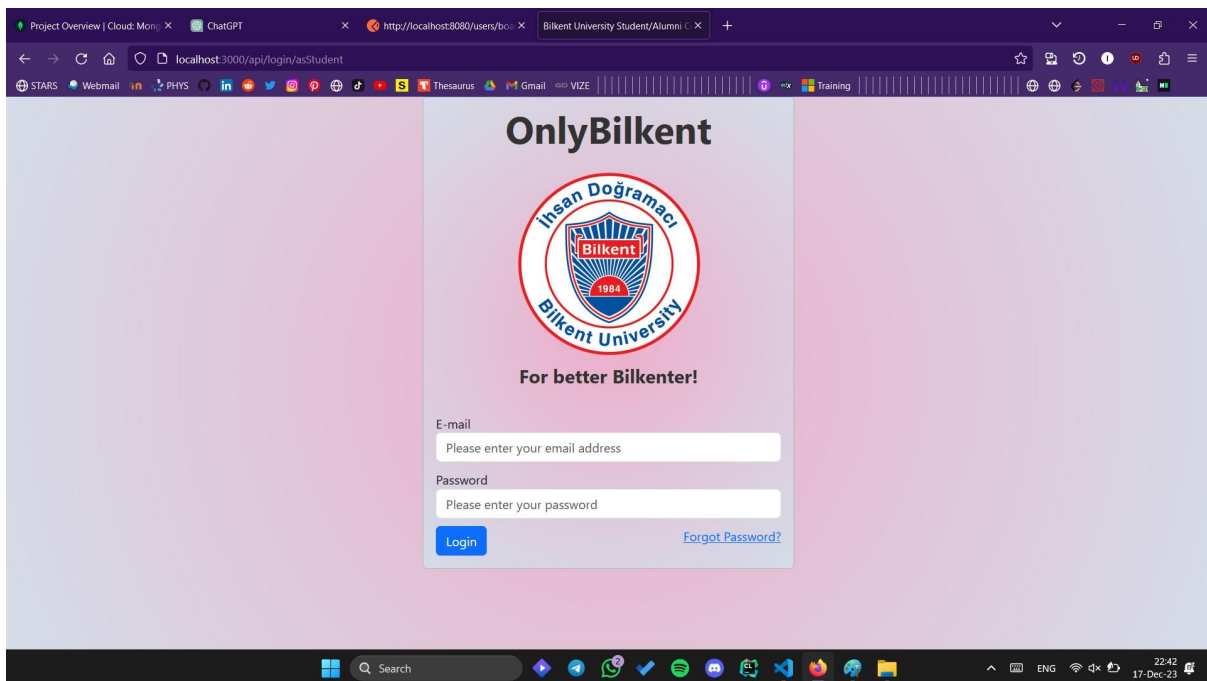 Project Overview | Cloud: Mong
ChatGPT
http://localhost:8080/users/boa
Bilkent University Student/Alumni C
localhost:3000/api/login/asStudent
STARS
Webmail
PHYS
in
S
Thesaurus
Gmail
VIZE
Training
OnlyBilkent
İhsan Doğramacı
Bilkent
1984
Bilkent University
For better Bilkenter!
E-mail
Please enter your email address
Password
Please enter your password
Login
Forgot Password?
Search
2
CL
ENG
22:42
17-Dec-23